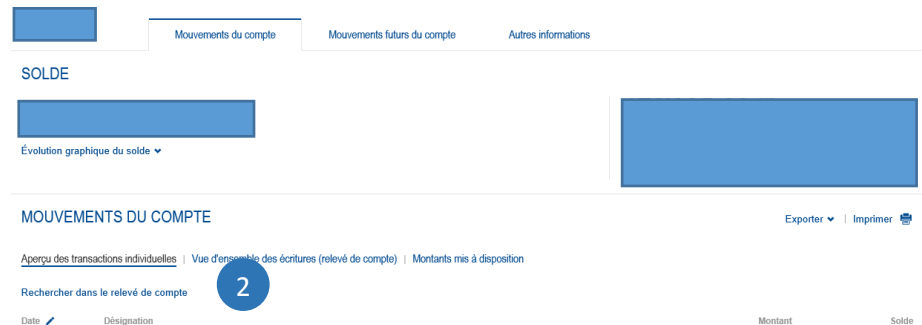 Mouvements du compte Mouvements futurs du compte Autres informations
SOLDE
Évolution graphique du solde
MOUVEMENTS DU COMPTE
Exporter | Imprimer
Aperçu des transactions individuelles | Vue d'ensemble des écritures (relevé de compte) | Montants mis à disposition
Rechercher dans le relevé de compte
2
Date Désignation Montant Solde